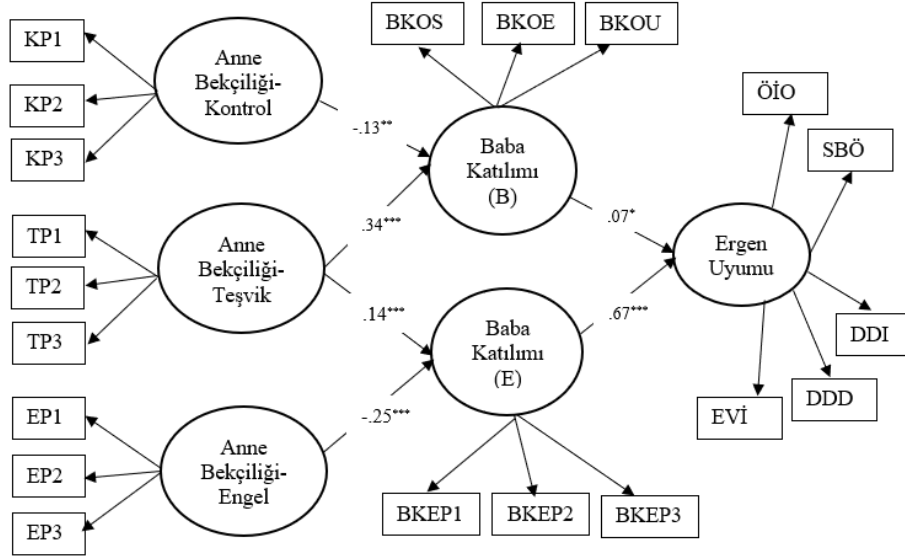 BKOS
BKOE
BKOU
KP1
KP2
KP3
Anne
Bekçiliği-
Kontrol
-.13**
Baba
Katılımı
(B)
ÖİO
SBÖ
TP1
TP2
TP3
Anne
Bekçiliği-
Teşvik
.34***
.14***
.07*
Ergen
Uyumu
.67***
DDI
DDD
EVİ
Baba
Katılımı
(E)
EP1
EP2
EP3
Anne
Bekçiliği-
Engel
-.25***
BKEP1
BKEP2
BKEP3